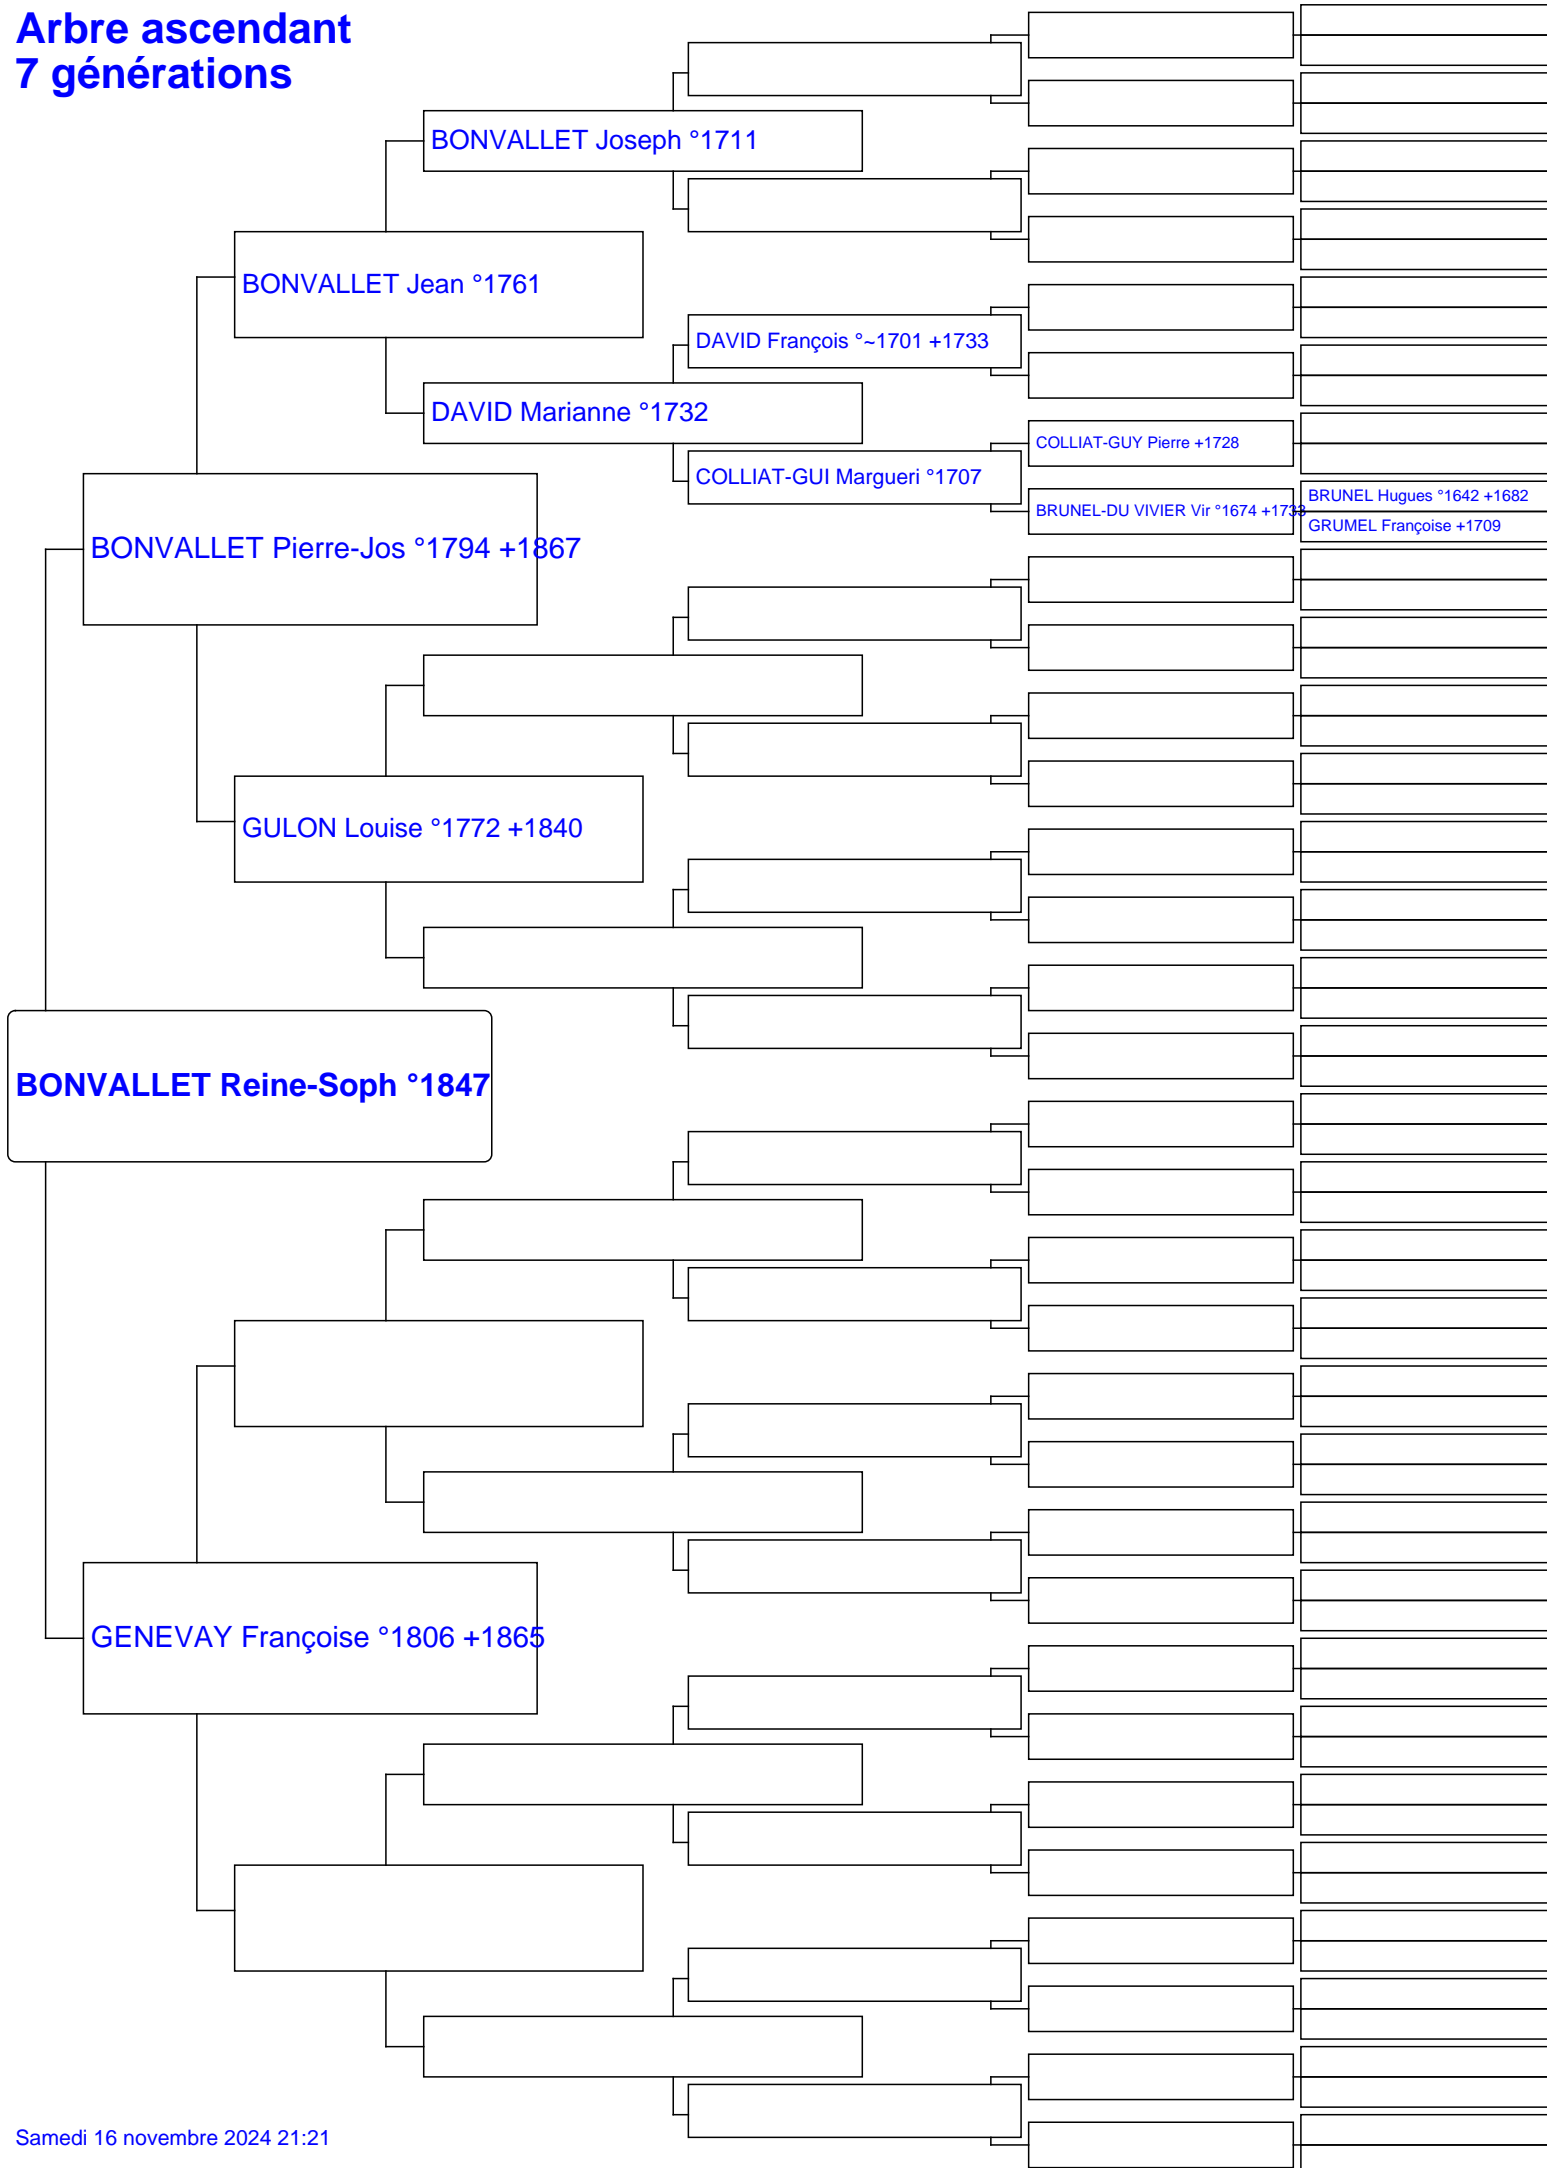 Arbre ascendant
7 générations
BONVALLET Joseph °1711
BONVALLET Jean °1761
DAVID François °~1701 +1733
DAVID Marianne °1732
COLLIAT-GUY Pierre +1728
COLLIAT-GUI Margueri °1707
BRUNEL Hugues °1642 +1682
BRUNEL-DU VIVIER Vir °1674 +1733
GRUMEL Françoise +1709
BONVALLET Pierre-Jos °1794 +1867
GULON Louise °1772 +1840
BONVALLET Reine-Soph °1847
GENEVAY Françoise °1806 +1865
Samedi 16 novembre 2024 21:21